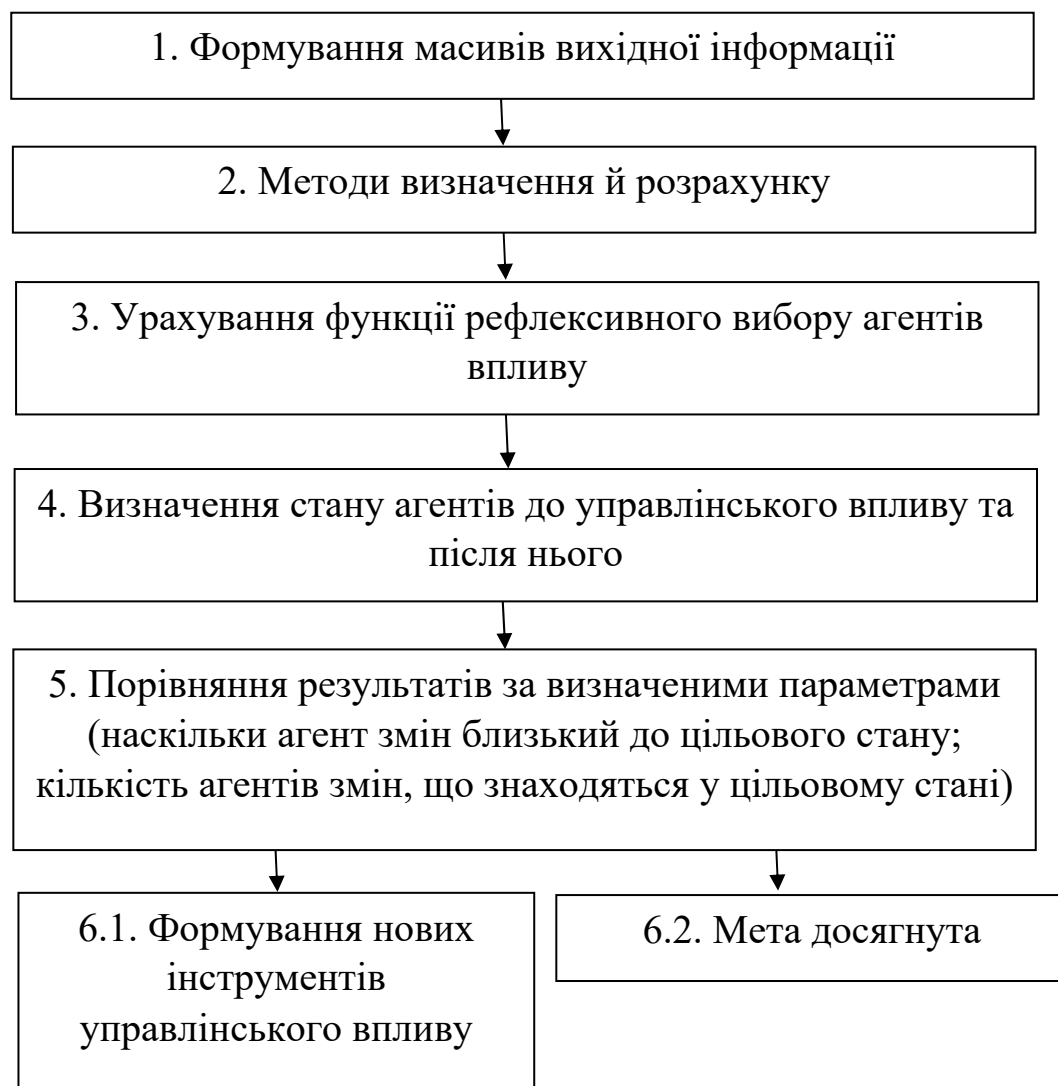 1. Формування масивів вихідної інформації
2. Методи визначення й розрахунку
3. Урахування функції рефлексивного вибору агентів
впливу
4. Визначення стану агентів до управлінського впливу та
після нього
5. Порівняння результатів за визначеними параметрами
(наскільки агент змін близький до цільового стану;
кількість агентів змін, що знаходяться у цільовому стані)
6.1. Формування нових
інструментів
управлінського впливу
6.2. Мета досягнута